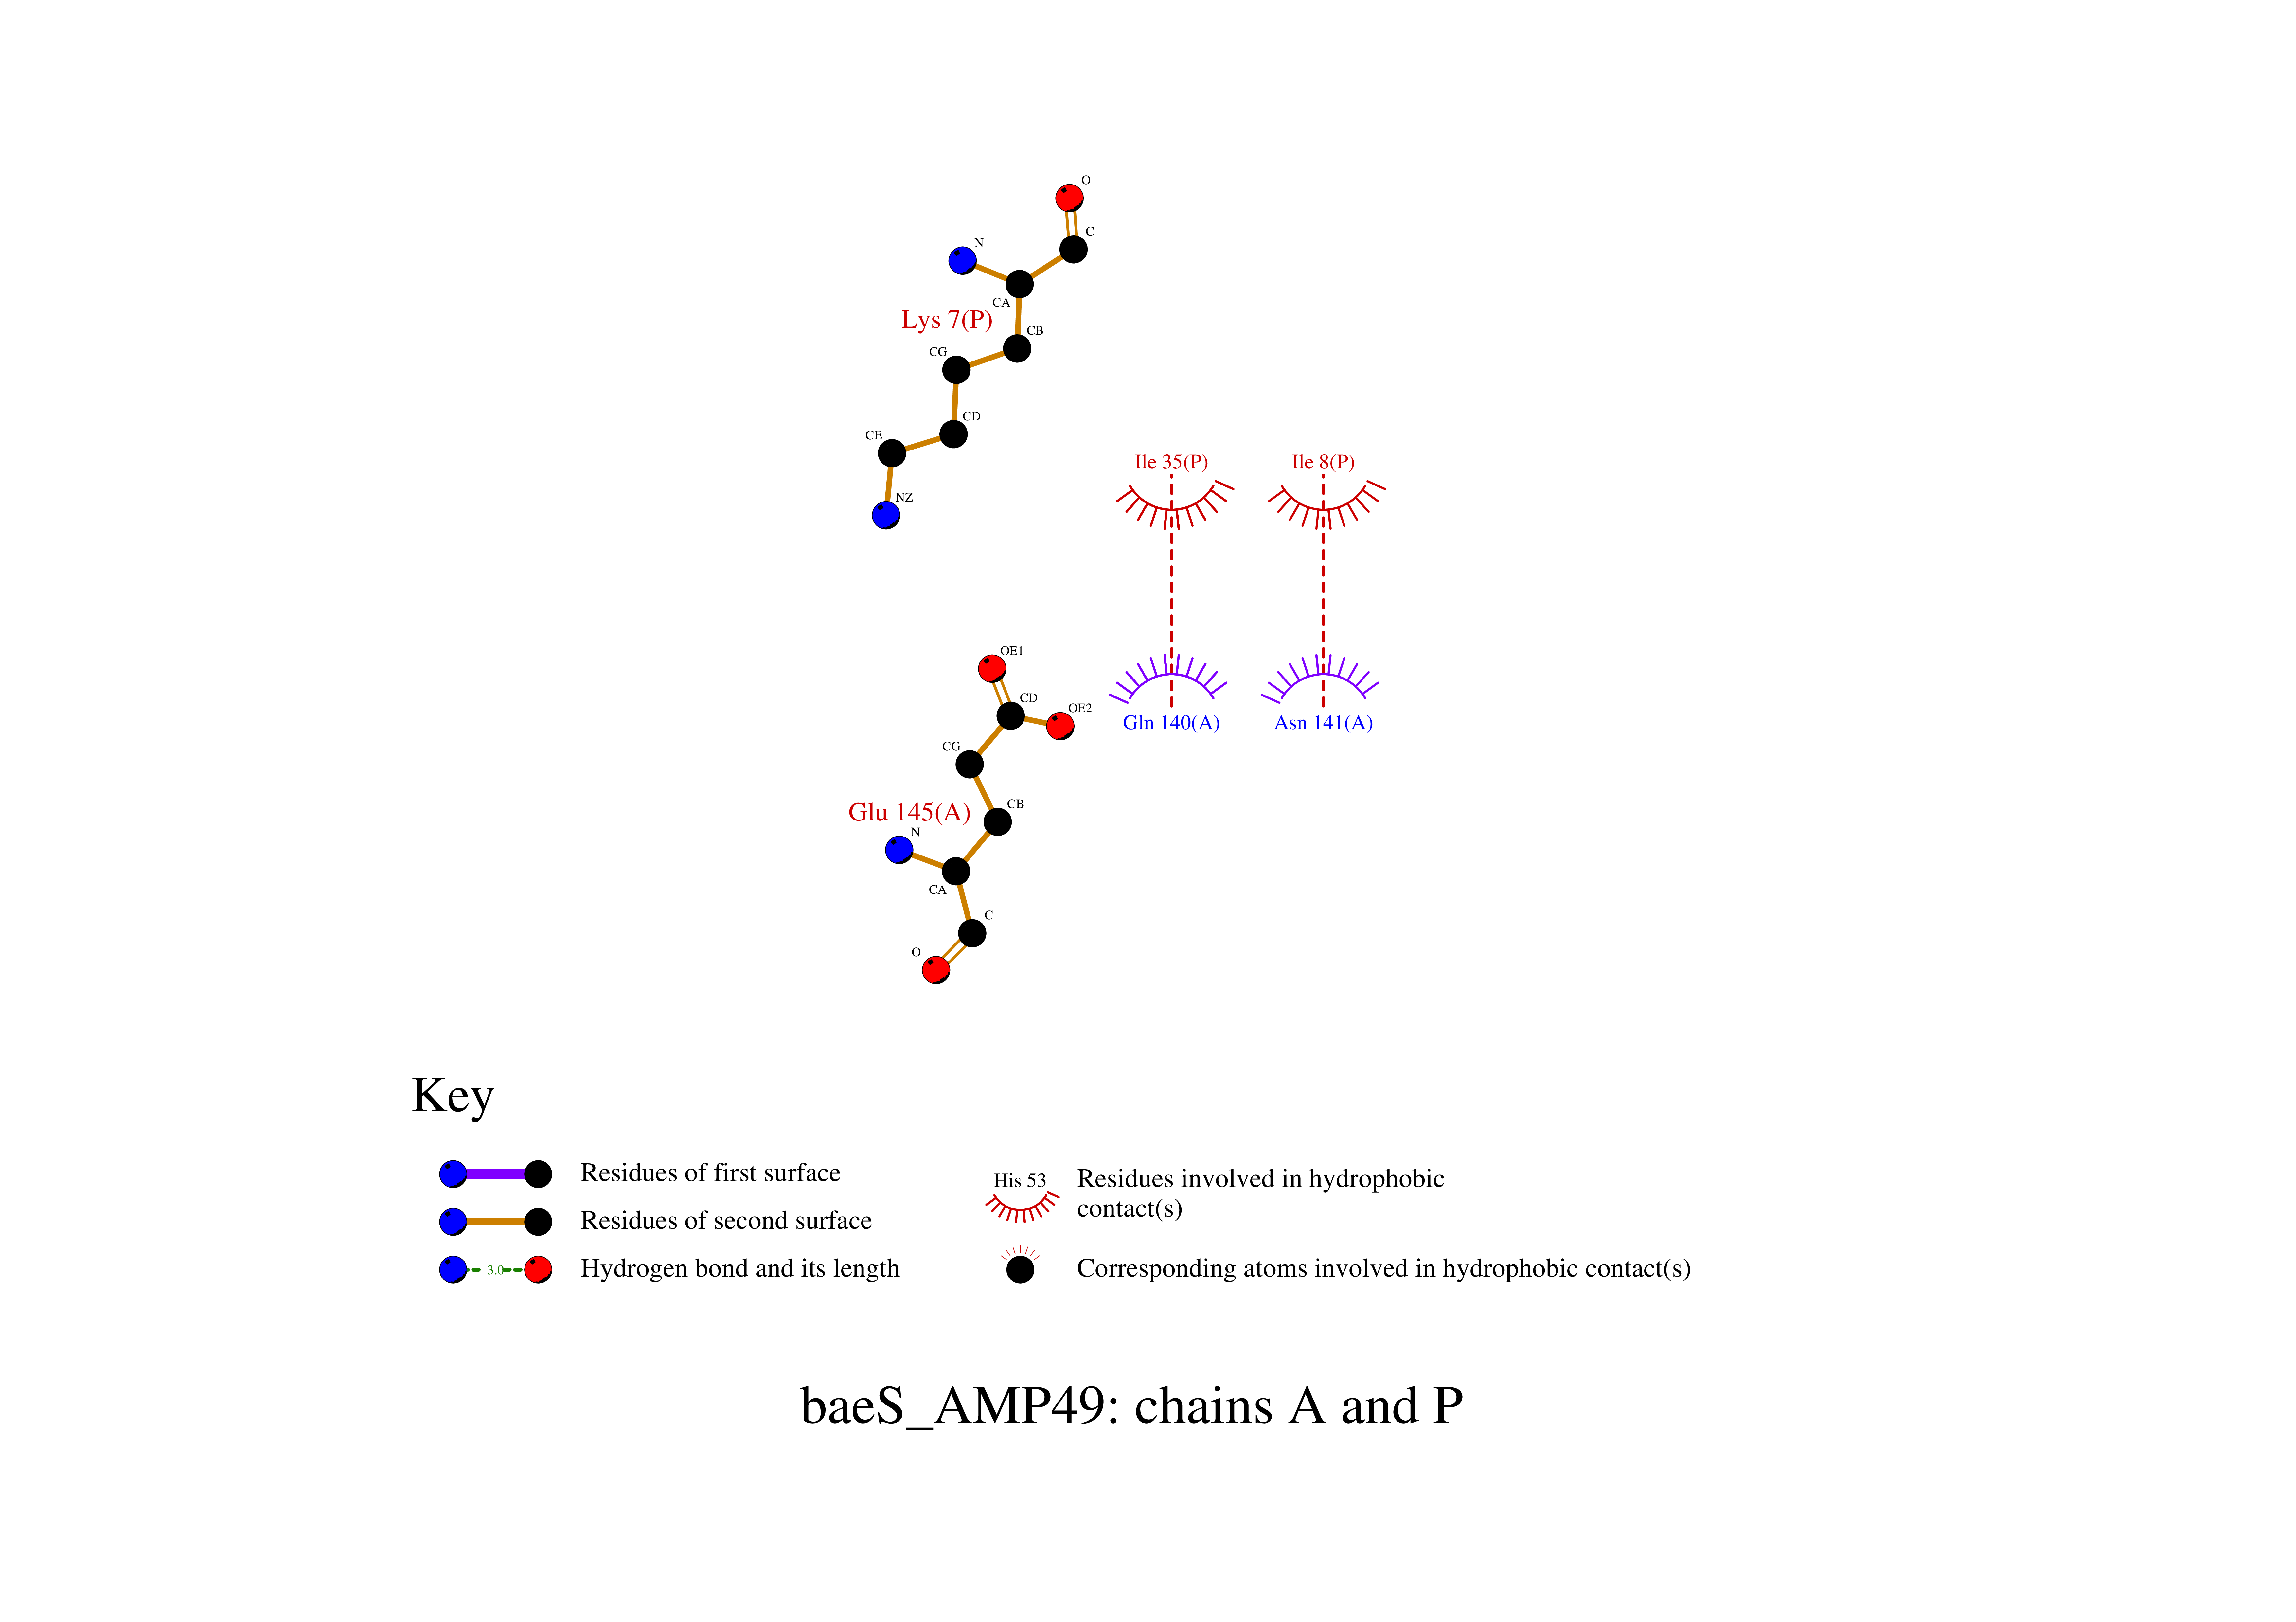 O
C
N
CA
Lys 7(P)
CB
CG
CD
CE
NZ
Ile 35(P) Ile 8(P)
OE1
CD
OE2
Gln 140(A) Asn 141(A)
CG
CB
Glu 145(A)
N
CA
C
O
Key
Residues of first surface
Residues of second surface
3.0
Hydrogen bond and its length
His 53
Residues involved in hydrophobic
contact(s)
Corresponding atoms involved in hydrophobic contact(s)
baeS_AMP49: chains A and P